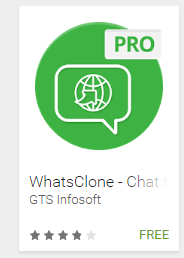 PRO
WhatsClone - Chat f
GTS Infosoft
FREE